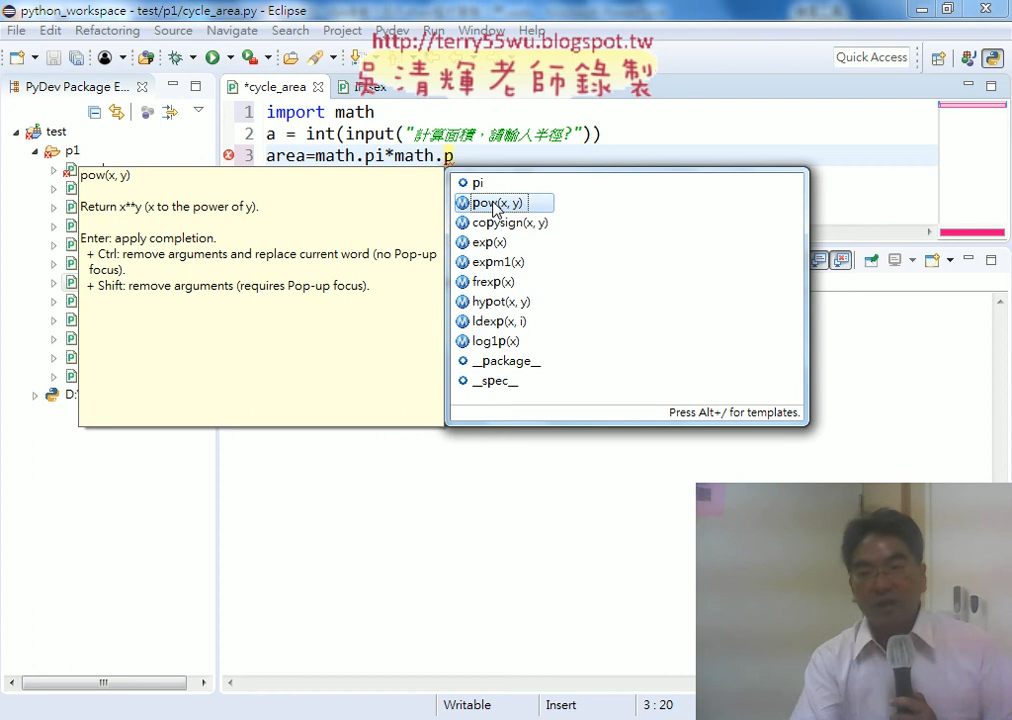 python_workspace - test/p1/cycle_area.py - Eclipse
File Edit Refactoring Source Navigate Search Project Pydev Run Window Help
http://terry55wu.blogspot.tw
吳清輝老師錄製
Quick Access
PyDev Package E...
*cycle_area
1 import math
2 a = int(input("計算面積，請輸入半徑?"))
3 area=math.pi*math.p
test
p1
pow(x, y)
Return x**y (x to the power of y).
Enter: apply completion.
+ Ctrl: remove arguments and replace current word (no Pop-up
focus).
+ Shift: remove arguments (requires Pop-up focus).
pi
pow(x, y)
copysign(x, y)
exp(x)
expm1(x)
frexp(x)
hypot(x, y)
ldexp(x, i)
log1p(x)
__package__
__spec__
Press Alt+/ for templates.
Writable
Insert
3 : 20